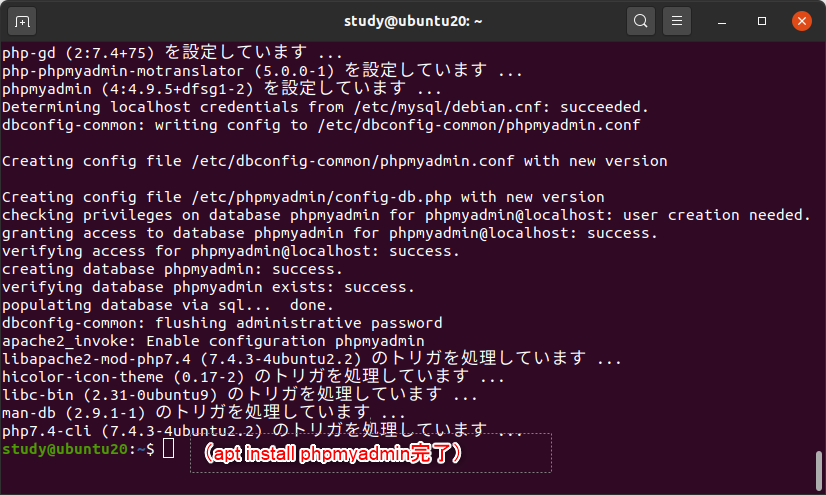 study@ubuntu20: ~
php-gd (2:7.4+75) を設定しています ...
php-phpmyadmin-motranslator (5.0.0-1) を設定しています ...
phpmyadmin (4:4.9.5+dfsg1-2) を設定しています ...
Determining localhost credentials from /etc/mysql/debian.cnf: succeeded.
dbconfig-common: writing config to /etc/dbconfig-common/phpmyadmin.conf
Creating config file /etc/dbconfig-common/phpmyadmin.conf with new version
Creating config file /etc/phpmyadmin/config-db.php with new version
checking privileges on database phpmyadmin for phpmyadmin@localhost: user creation needed.
granting access to database phpmyadmin for phpmyadmin@localhost: success.
verifying access for phpmyadmin@localhost: success.
creating database phpmyadmin: success.
verifying database phpmyadmin exists: success.
populating database via sql...  done.
dbconfig-common: flushing administrative password
apache2_invoke: Enable configuration phpmyadmin
libapache2-mod-php7.4 (7.4.3-4ubuntu2.2) のトリガを処理しています ...
hicolor-icon-theme (0.17-2) のトリガを処理しています ...
libc-bin (2.31-0ubuntu9) のトリガを処理しています ...
man-db (2.9.1-1) のトリガを処理しています ...
php7.4-cli (7.4.3-4ubuntu2.2) のトリガを処理しています ...
study@ubuntu20:~$
（apt install phpmyadmin完了）